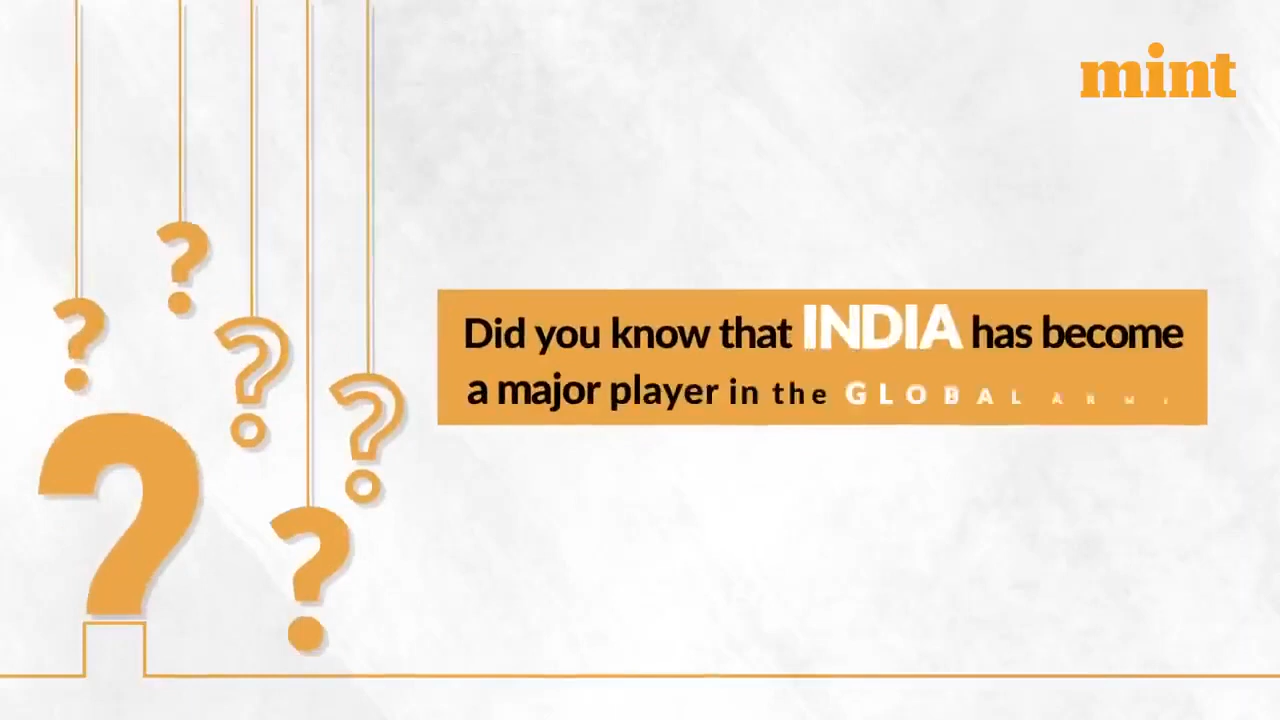 mint
Did you know that INDIA has become
a major player in the GLOBAL